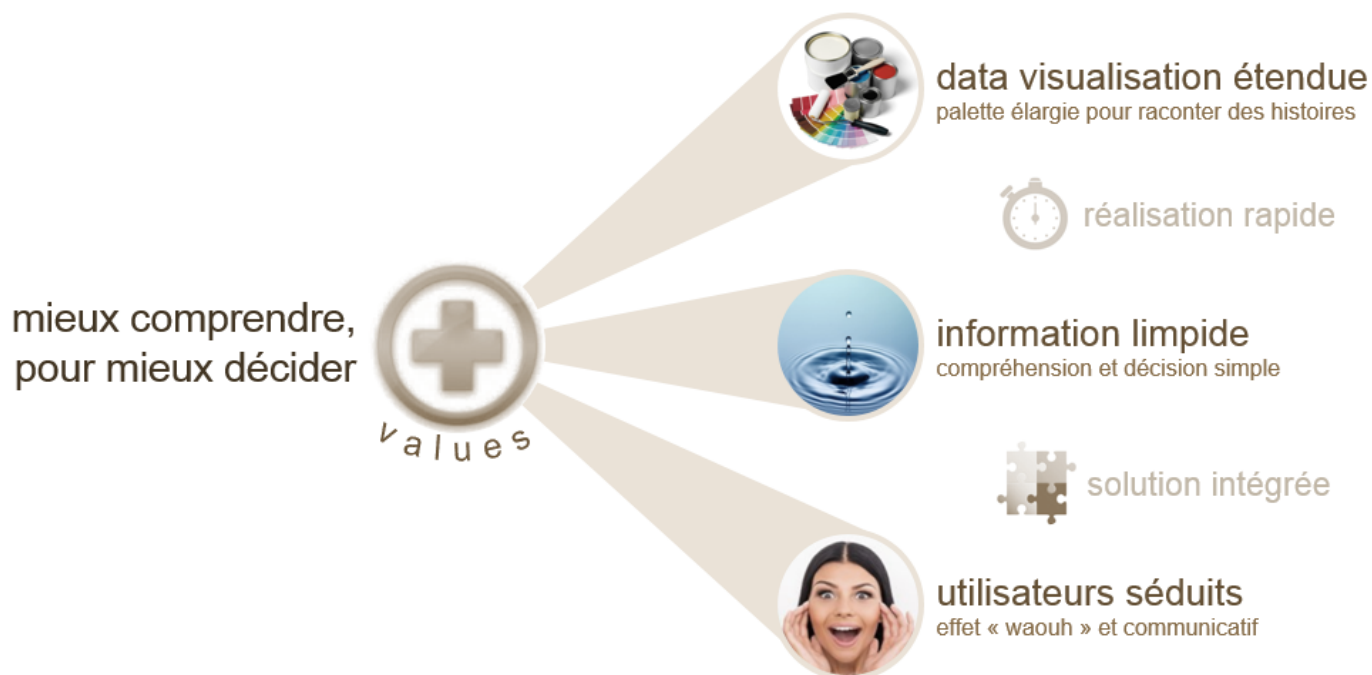 mieux comprendre,
pour mieux décider
values
data visualisation étendue
palette élargie pour raconter des histoires
réalisation rapide
information limpide
compréhension et décision simple
solution intégrée
utilisateurs séduits
effet « waouh » et communicatif